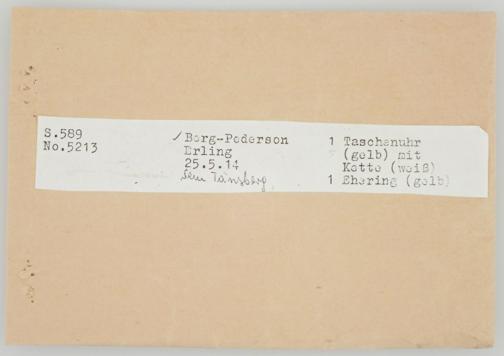 S.589
No.5213
Borg-Pederson
Erling
25.5.14
1 Taschenuhr
(gelb) mit
Kette (weiß)
1 Ehering (gelb)